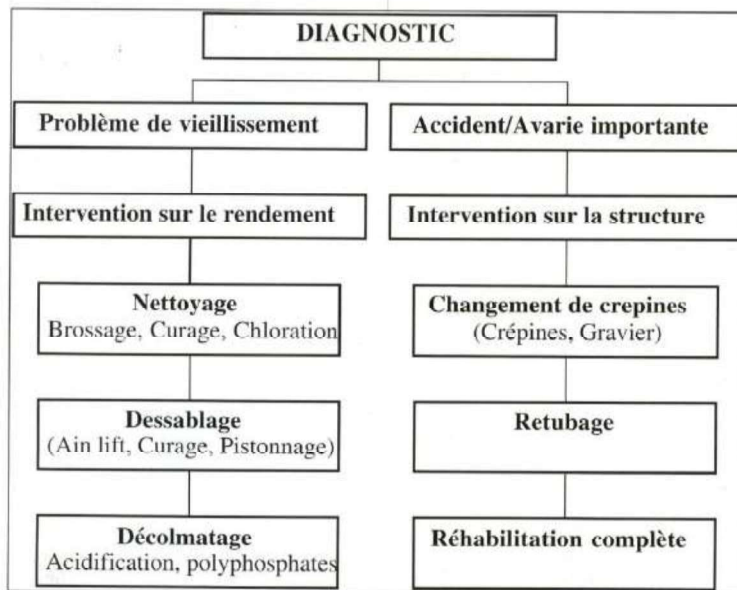 DIAGNOSTIC
Problème de vieillissement
Accident/Avarie importante
Intervention sur le rendement
Intervention sur la structure
Nettoyage
Brossage, Curage, Chloration
Changement de crepines
(Crépines, Gravier)
Dessablage
(Ain lift, Curage, Pistonnage)
Retubage
Décolmatage
Acidification, polyphosphates
Réhabilitation complète